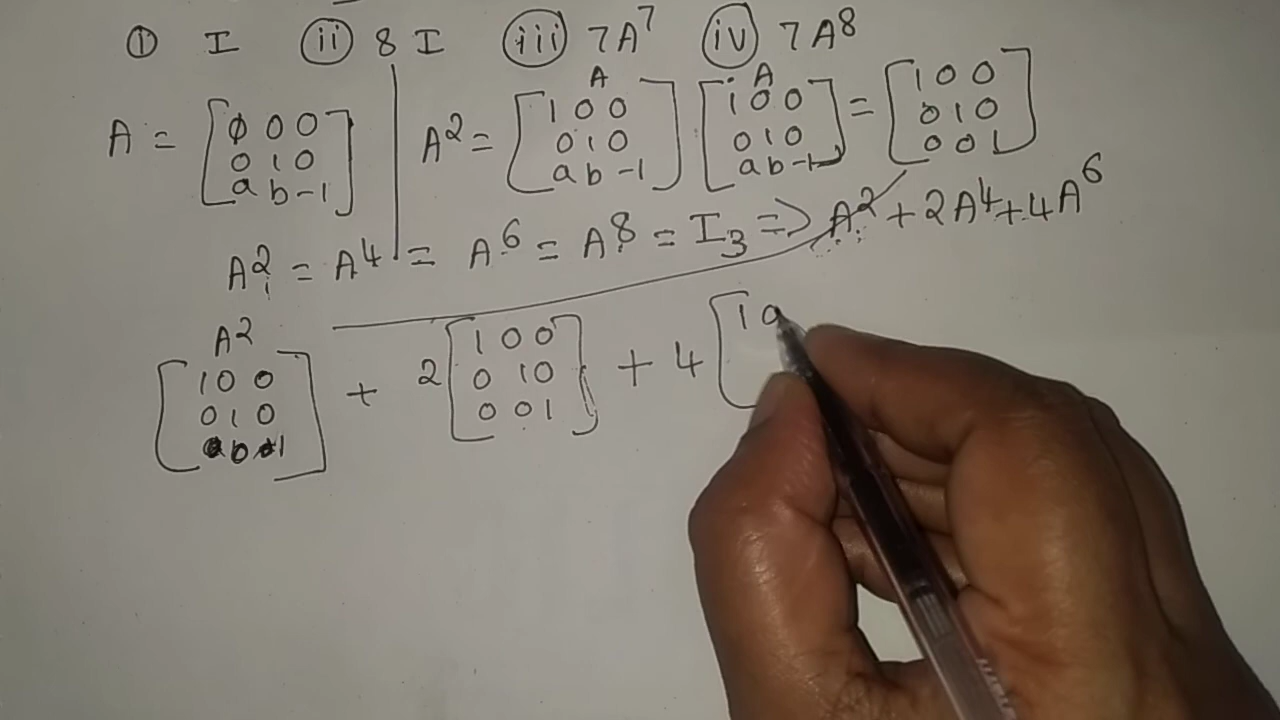 ① I ⅱ 8 I ⅲ 7A⁷ ⅳ 7A⁸
A = [0 0 0 A² = [1 0 0 A [1 0 0 A = [1 0 0
0 1 0 0 1 0 0 1 0 0 1 0
a b -1] a b -1] a b -1] 0 0 1]
A² = A⁴ = A⁶ = A⁸ = I₃ => A² + 2A⁴ + 4A⁶
A²
[1 0 0 + 2 [1 0 0 + 4 [1 0
0 1 0 0 1 0
0 1] 0 0 1]